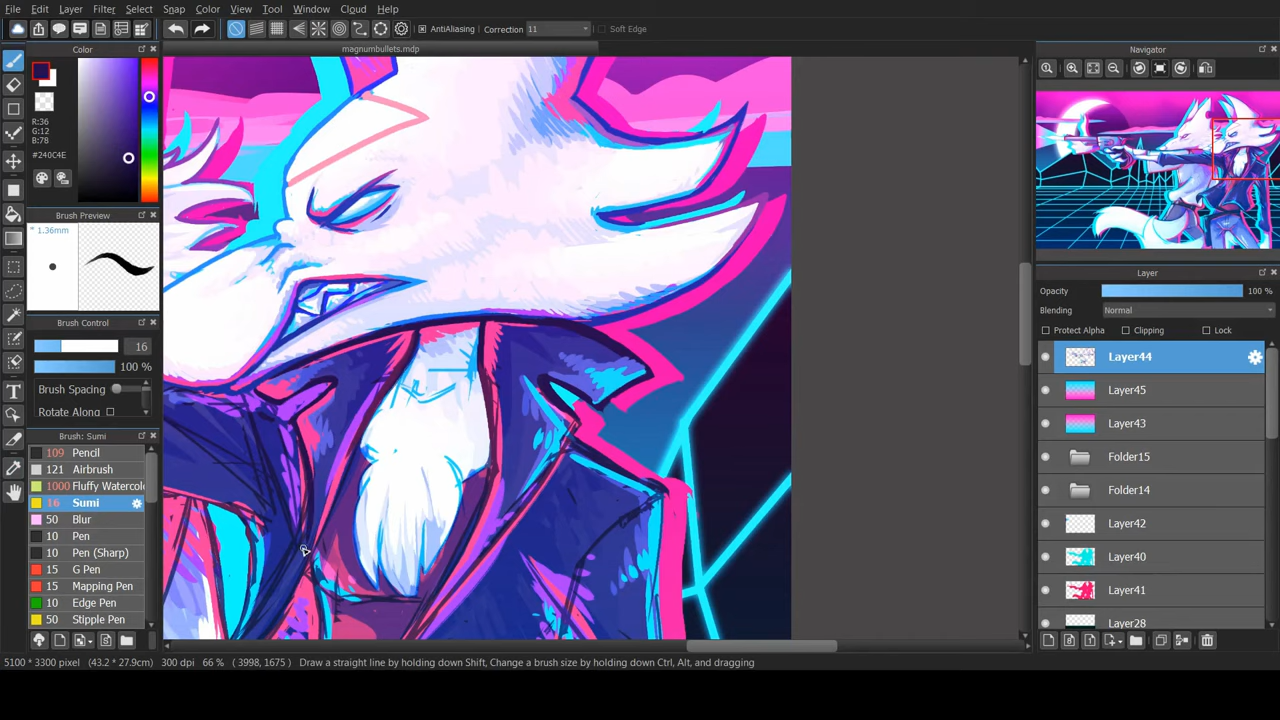 File Edit Layer Filter Select Snap Color View Tool Window Cloud Help
AntiAliasing Correction 11 Soft Edge
Color
magnumbullets.mdp
Navigator
R:36
G:12
B:78
#240C4E
Brush Preview
* 1.36mm
Brush Control
16
100 %
Brush Spacing
Rotate Along
Brush: Sumi
109 Pencil
121 Airbrush
1000 Fluffy Watercolo
16 Sumi
50 Blur
10 Pen
10 Pen (Sharp)
15 G Pen
15 Mapping Pen
10 Edge Pen
50 Stipple Pen
Layer
Opacity 100 %
Blending Normal
Protect Alpha Clipping Lock
Layer44
Layer45
Layer43
Folder15
Folder14
Layer42
Layer40
Layer41
Layer28
5100 * 3300 pixel (43.2 * 27.9cm) 300 dpi 66 % ( 3998, 1675 ) Draw a straight line by holding down Shift, Change a brush size by holding down Ctrl, Alt, and dragging